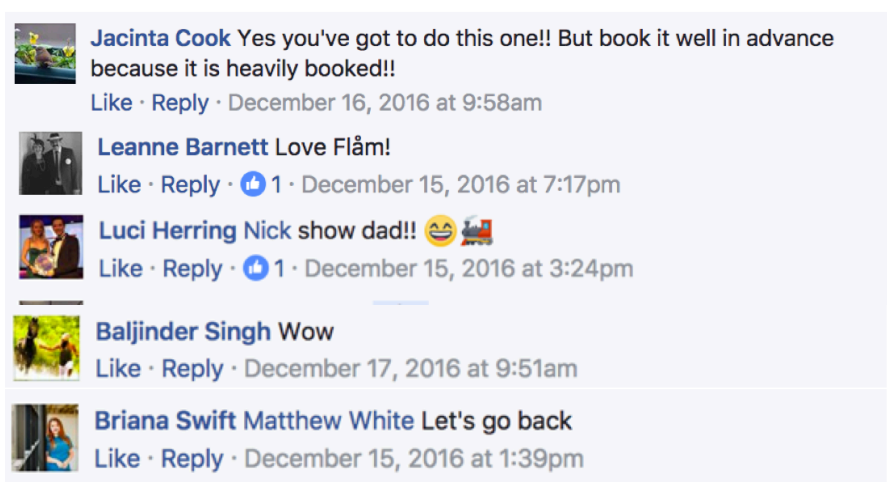 Jacinta Cook Yes you've got to do this one!! But book it well in advance
because it is heavily booked!!
Like · Reply · December 16, 2016 at 9:58am
Leanne Barnett Love Flåm!
Like · Reply · 1 · December 15, 2016 at 7:17pm
Luci Herring Nick show dad!! 😄🚂
Like · Reply · 1 · December 15, 2016 at 3:24pm
Baljinder Singh Wow
Like · Reply · December 17, 2016 at 9:51am
Briana Swift Matthew White Let's go back
Like · Reply · December 15, 2016 at 1:39pm